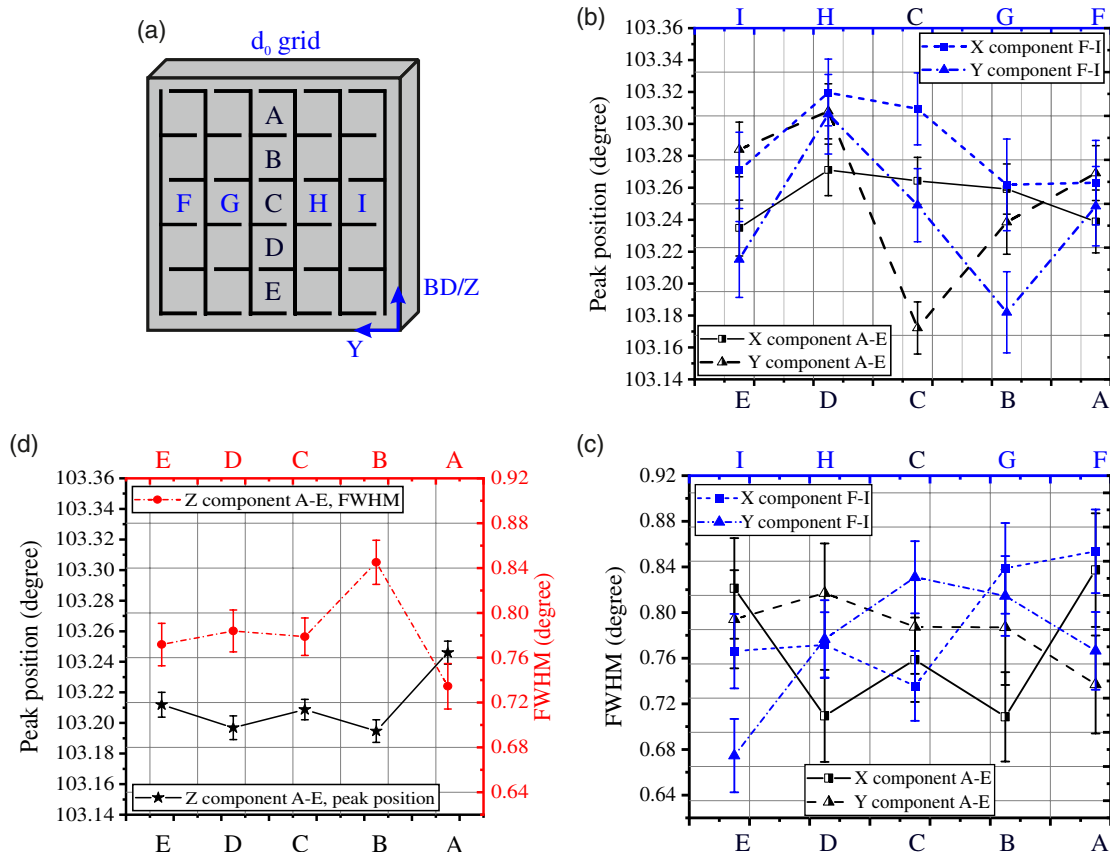 (a)
d₀ grid
A
B
F G C H I
D
E
BD/Z
Y
(b)
I H C G F
X component F-I
Y component F-I
Peak position (degree)
103.36
103.34
103.32
103.30
103.28
103.26
103.24
103.22
103.20
103.18
103.16
103.14
X component A-E
Y component A-E
E D C B A
(d)
E D C B A
Z component A-E, FWHM
Peak position (degree)
103.36
103.34
103.32
103.30
103.28
103.26
103.24
103.22
103.20
103.18
103.16
103.14
0.92
0.88
0.84
0.80
0.76
0.72
0.68
0.64
FWHM (degree)
Z component A-E, peak position
E D C B A
(c)
I H C G F
X component F-I
Y component F-I
FWHM (degree)
0.92
0.88
0.84
0.80
0.76
0.72
0.68
0.64
X component A-E
Y component A-E
E D C B A